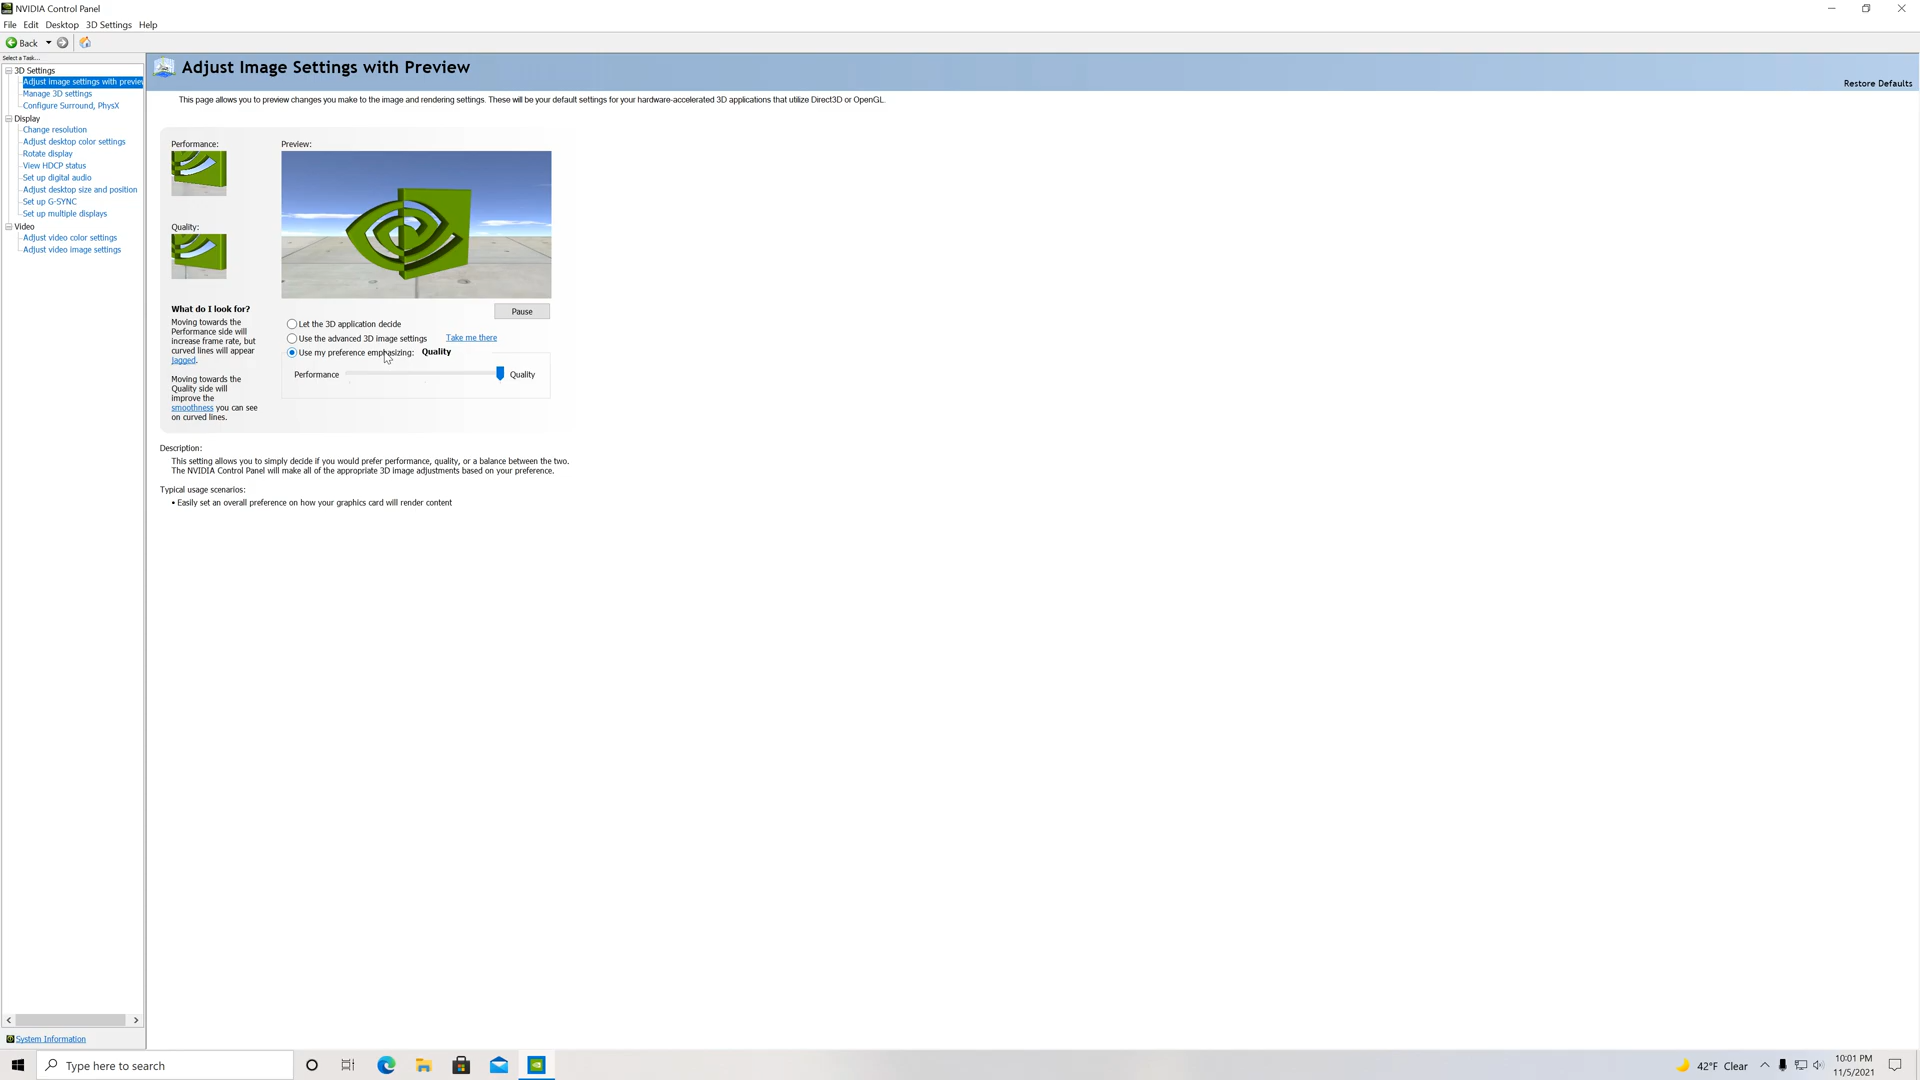 NVIDIA Control Panel
File Edit Desktop 3D Settings Help
Back
Select a Task...
3D Settings
Adjust image settings with preview
Manage 3D settings
Configure Surround, PhysX
Display
Change resolution
Adjust desktop color settings
Rotate display
View HDCP status
Set up digital audio
Adjust desktop size and position
Set up G-SYNC
Set up multiple displays
Video
Adjust video color settings
Adjust video image settings
System Information
Adjust Image Settings with Preview
Restore Defaults
This page allows you to preview changes you make to the image and rendering settings. These will be your default settings for your hardware-accelerated 3D applications that utilize Direct3D or OpenGL.
Performance:
Quality:
What do I look for?
Moving towards the
Performance side will
increase frame rate, but
curved lines will appear
jagged.
Moving towards the
Quality side will
improve the
smoothness you can see
on curved lines.
Preview:
Pause
Let the 3D application decide
Use the advanced 3D image settings Take me there
Use my preference emphasizing: Quality
Performance Quality
Description:
This setting allows you to simply decide if you would prefer performance, quality, or a balance between the two.
The NVIDIA Control Panel will make all of the appropriate 3D image adjustments based on your preference.
Typical usage scenarios:
• Easily set an overall preference on how your graphics card will render content
Type here to search
42°F Clear
10:01 PM
11/5/2021